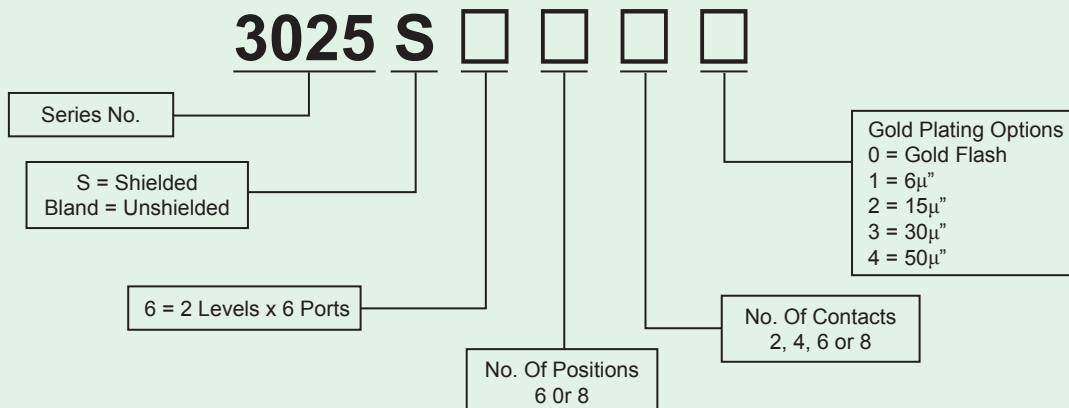 3025 S □ □ □ □
Series No.
S = Shielded
Bland = Unshielded
6 = 2 Levels x 6 Ports
No. Of Positions
6 0r 8
No. Of Contacts
2, 4, 6 or 8
Gold Plating Options
0 = Gold Flash
1 = 6µ”
2 = 15µ”
3 = 30µ”
4 = 50µ”